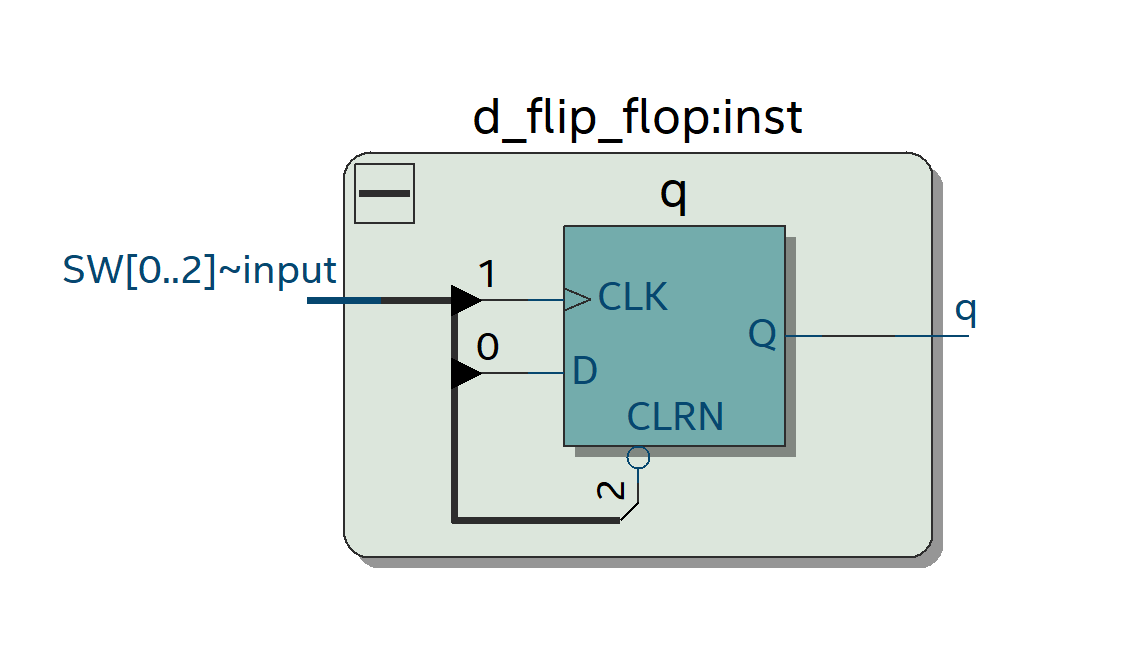 d_flip_flop:inst
q
SW[0..2]~input
1
CLK
q
0
Q
D
CLRN
2